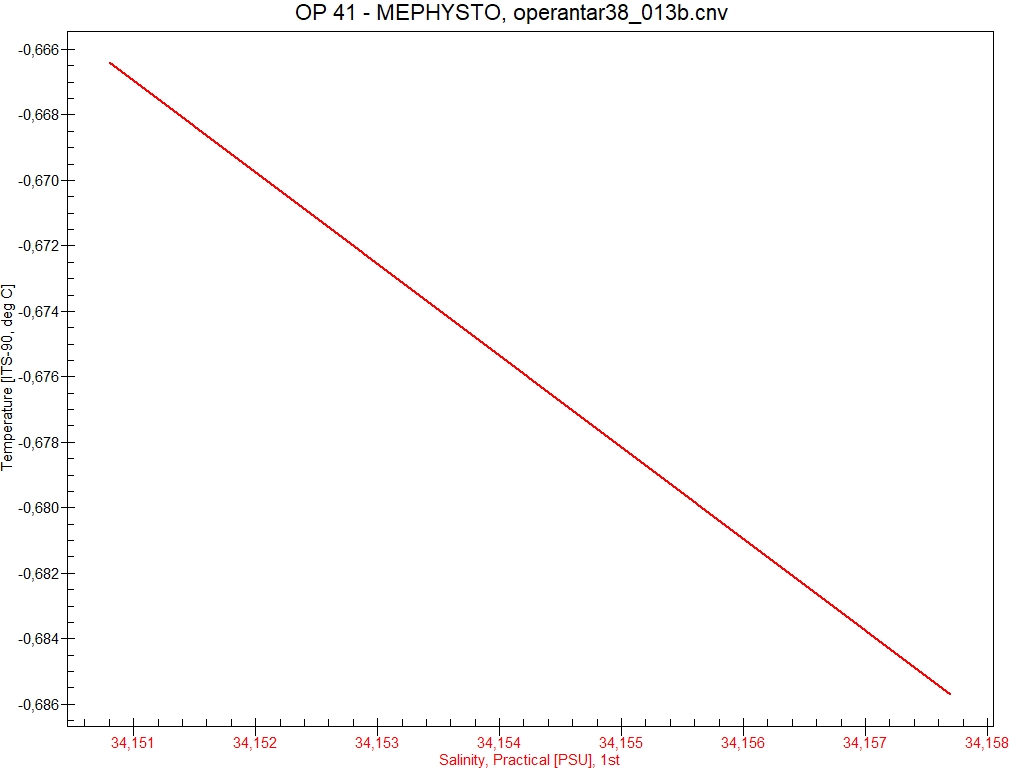 OP 41 - MEPHYSTO, operantar38_013b.cnv
-0,666
-0,668
-0,670
-0,672
-0,674
-0,676
-0,678
-0,680
-0,682
-0,684
-0,686
Temperature [ITS-90, deg C]
34,151 34,152 34,153 34,154 34,155 34,156 34,157 34,158
Salinity, Practical [PSU], 1st